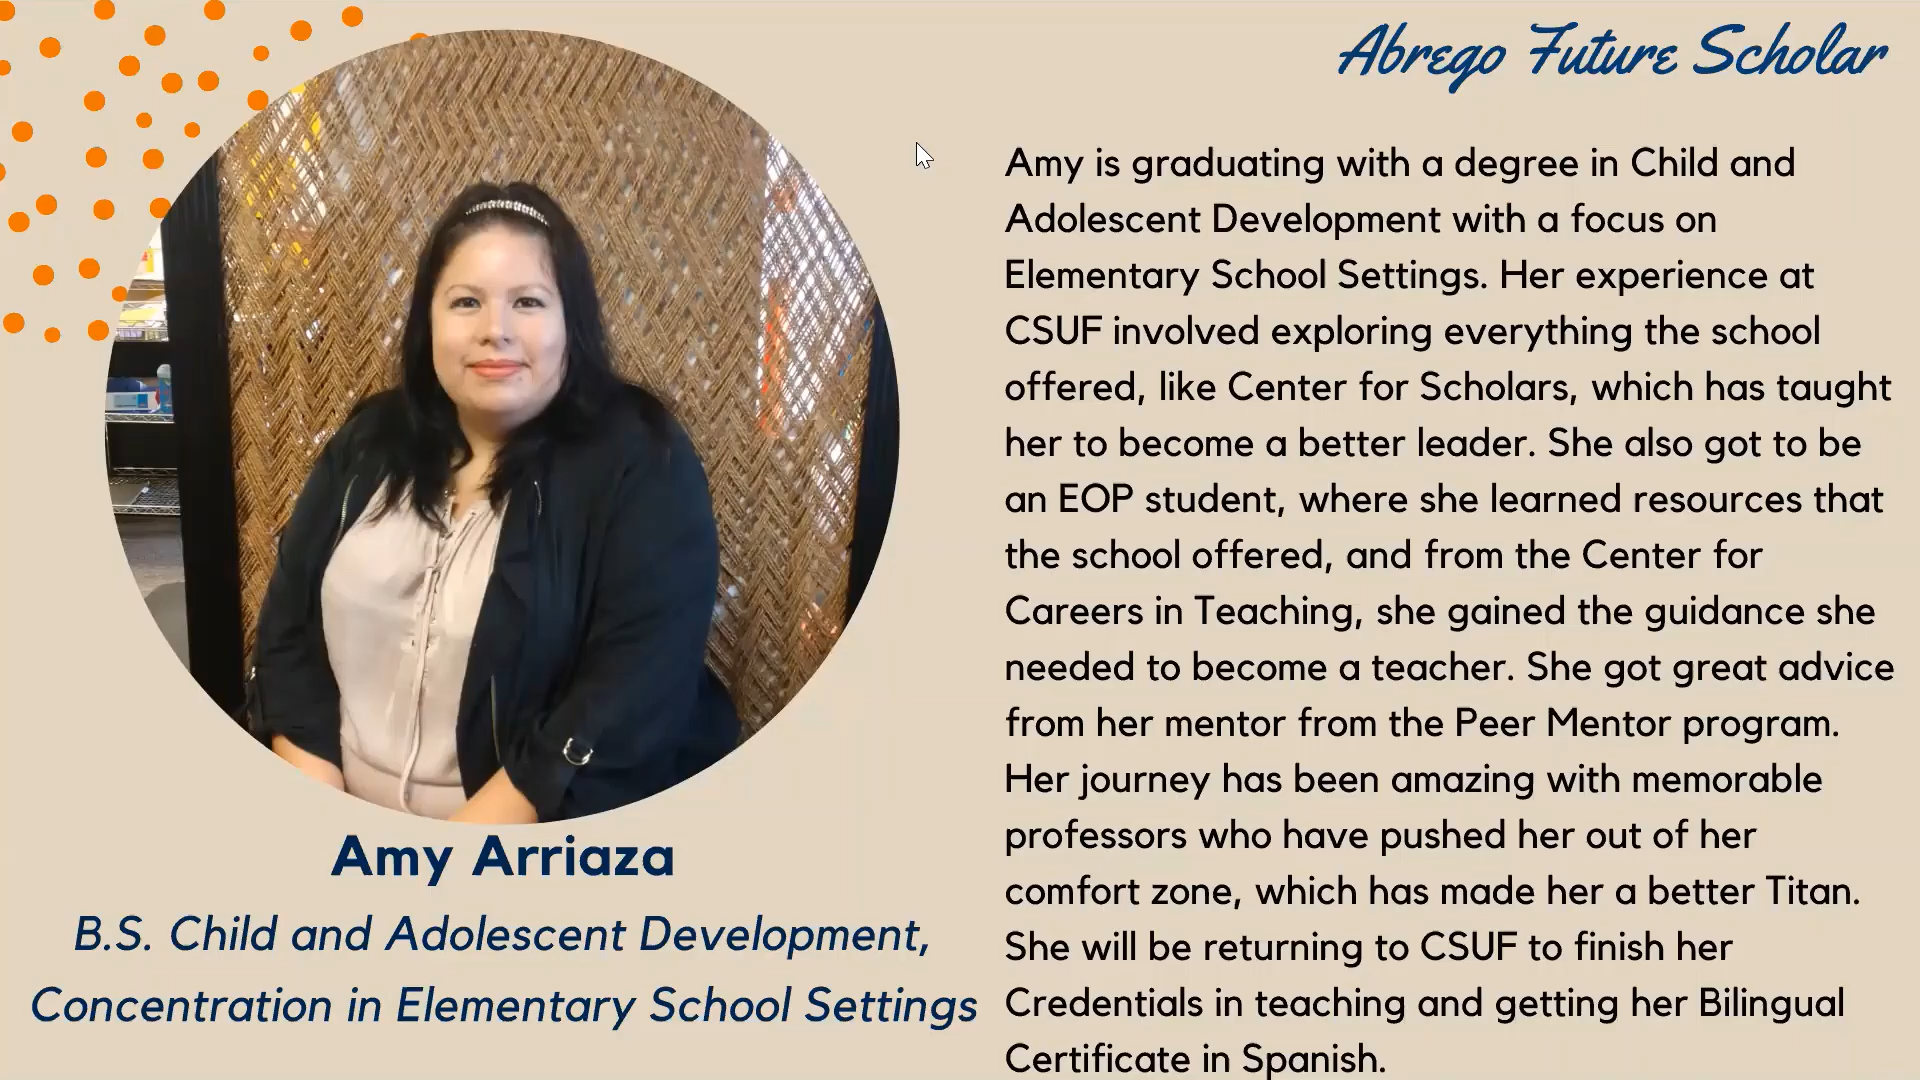 Abrego Future Scholar
Amy is graduating with a degree in Child and
Adolescent Development with a focus on
Elementary School Settings. Her experience at
CSUF involved exploring everything the school
offered, like Center for Scholars, which has taught
her to become a better leader. She also got to be
an EOP student, where she learned resources that
the school offered, and from the Center for
Careers in Teaching, she gained the guidance she
needed to become a teacher. She got great advice
from her mentor from the Peer Mentor program.
Her journey has been amazing with memorable
professors who have pushed her out of her
comfort zone, which has made her a better Titan.
She will be returning to CSUF to finish her
Credentials in teaching and getting her Bilingual
Certificate in Spanish.
Amy Arriaza
B.S. Child and Adolescent Development,
Concentration in Elementary School Settings